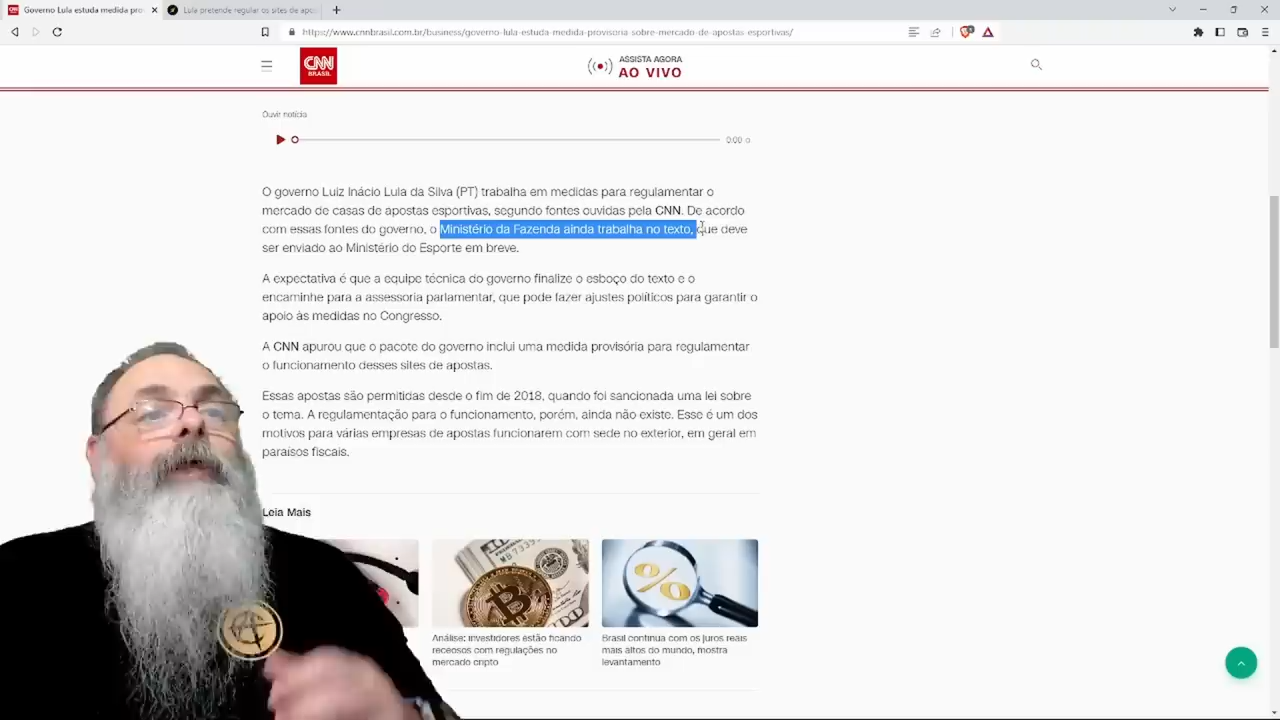 Governo Lula estuda medida pro
Lula pretende regular os sites de apos
https://www.cnnbrasil.com.br/business/governo-lula-estuda-medida-provisoria-sobre-mercado-de-apostas-esportivas/
CNN
BRASIL
ASSISTA AGORA
AO VIVO
Ouvir notícia
0:00
O governo Luiz Inácio Lula da Silva (PT) trabalha em medidas para regulamentar o
mercado de casas de apostas esportivas, segundo fontes ouvidas pela CNN. De acordo
com essas fontes do governo, o Ministério da Fazenda ainda trabalha no texto, que deve
ser enviado ao Ministério do Esporte em breve.
A expectativa é que a equipe técnica do governo finalize o esboço do texto e o
encaminhe para a assessoria parlamentar, que pode fazer ajustes políticos para garantir o
apoio às medidas no Congresso.
A CNN apurou que o pacote do governo inclui uma medida provisória para regulamentar
o funcionamento desses sites de apostas.
Essas apostas são permitidas desde o fim de 2018, quando foi sancionada uma lei sobre
o tema. A regulamentação para o funcionamento, porém, ainda não existe. Esse é um dos
motivos para várias empresas de apostas funcionarem com sede no exterior, em geral em
paraísos fiscais.
Leia Mais
Análise: investidores estão ficando
receosos com regulações no
mercado cripto
Brasil continua com os juros reais
mais altos do mundo, mostra
levantamento